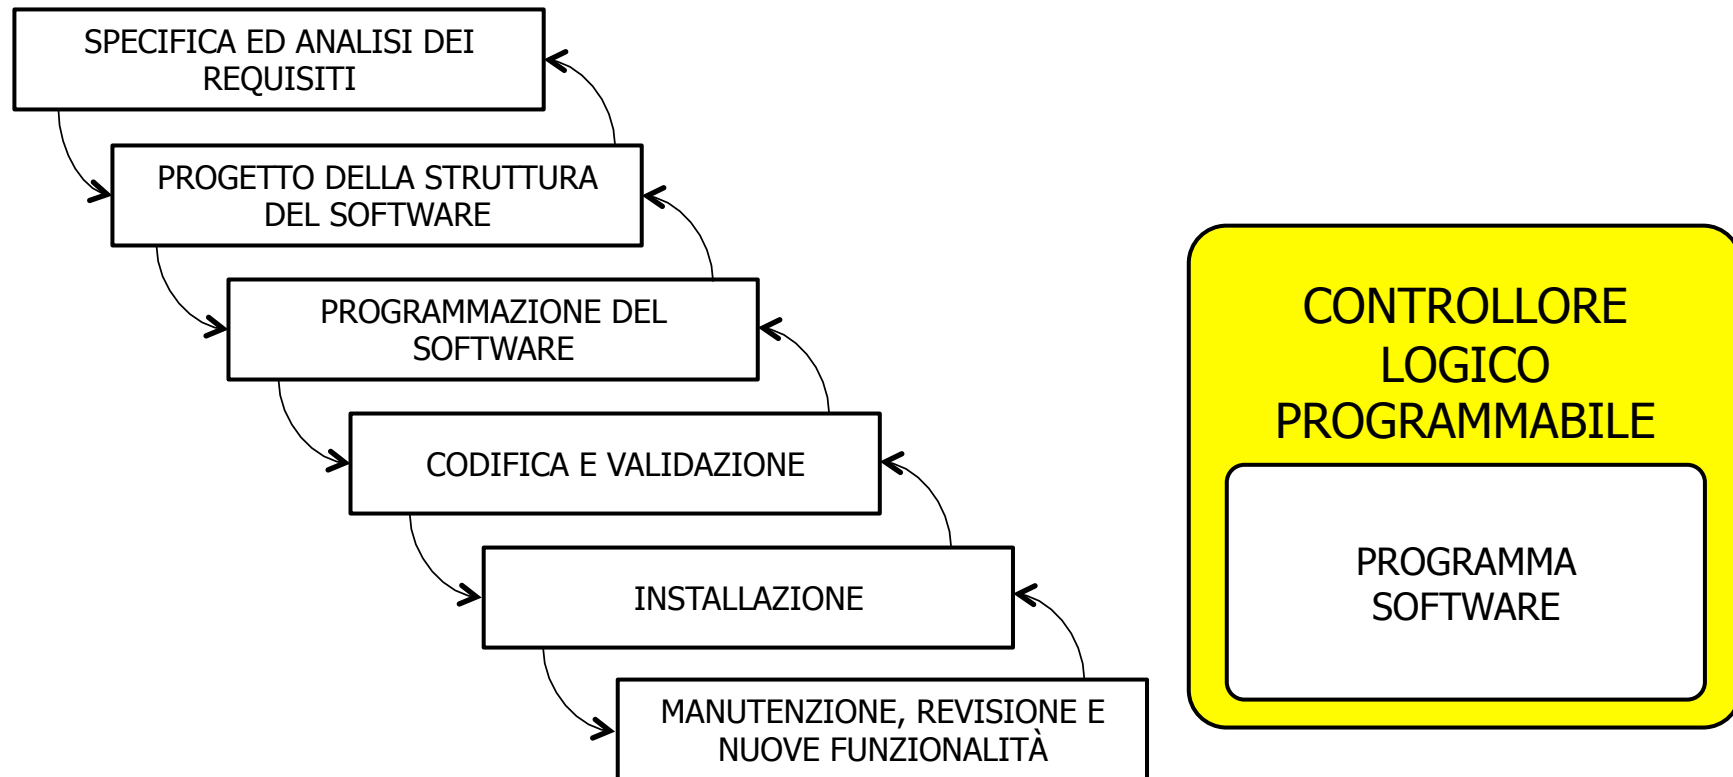 SPECIFICA ED ANALISI DEI
REQUISITI
PROGETTO DELLA STRUTTURA
DEL SOFTWARE
PROGRAMMAZIONE DEL
SOFTWARE
CODIFICA E VALIDAZIONE
INSTALLAZIONE
MANUTENZIONE, REVISIONE E
NUOVE FUNZIONALITÀ
CONTROLLORE
LOGICO
PROGRAMMABILE
PROGRAMMA
SOFTWARE